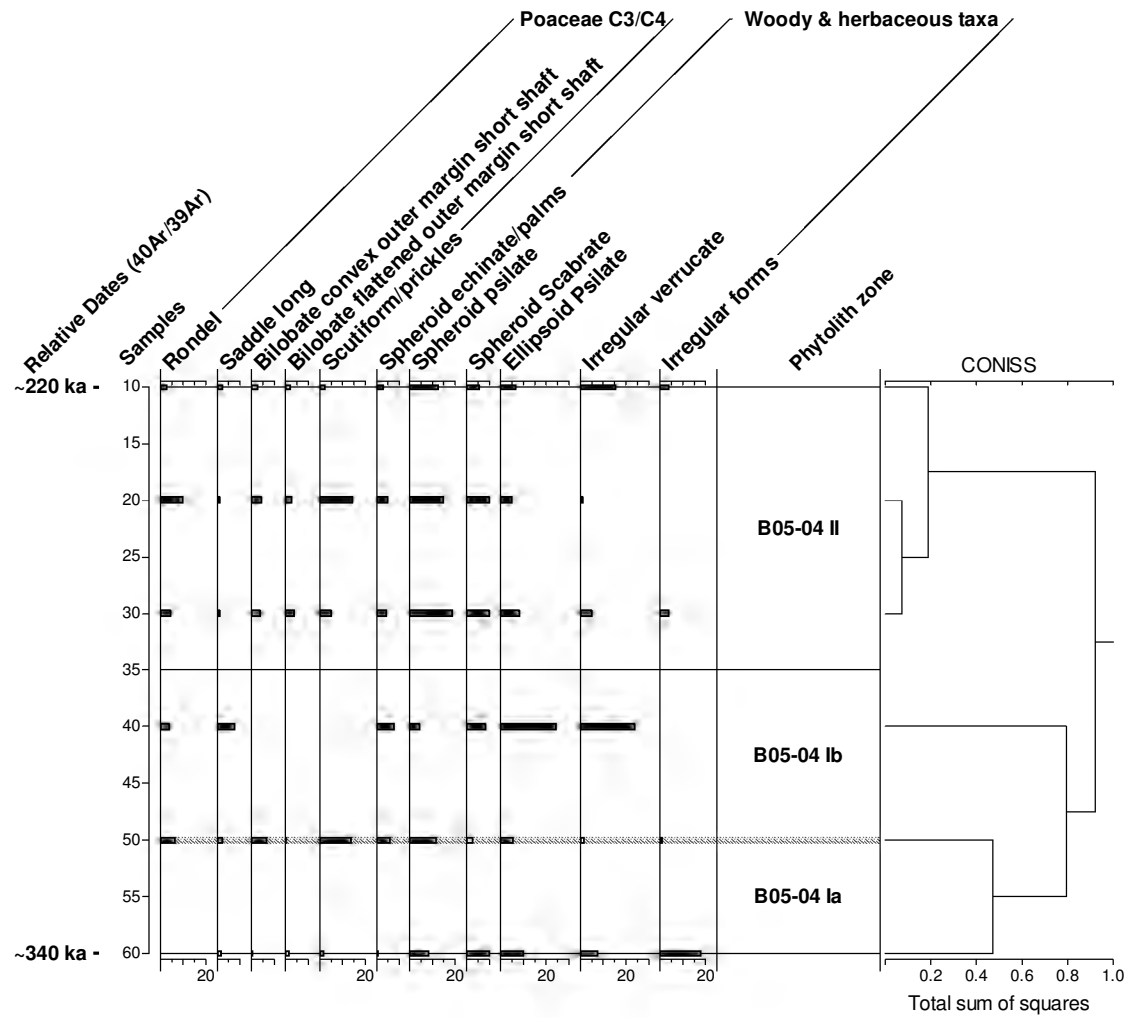 Poaceae C3/C4
Woody & herbaceous taxa
Relative Dates (40Ar/39Ar)
Samples
Rondel
Saddle long
Bilobate convex outer margin short shaft
Bilobate flattened outer margin short shaft
Scutiform/prickles
Spheroid echinate/palms
Spheroid psilate
Spheroid Scabrate
Ellipsoid Psilate
Irregular verrucate
Irregular forms
Phytolith zone
CONISS
~220 ka -
10
15
20
25
30
35
40
45
50
55
~340 ka -
60
B05-04 II
B05-04 Ib
B05-04 Ia
20 20 20 20 20 20
0.2 0.4 0.6 0.8 1.0
Total sum of squares